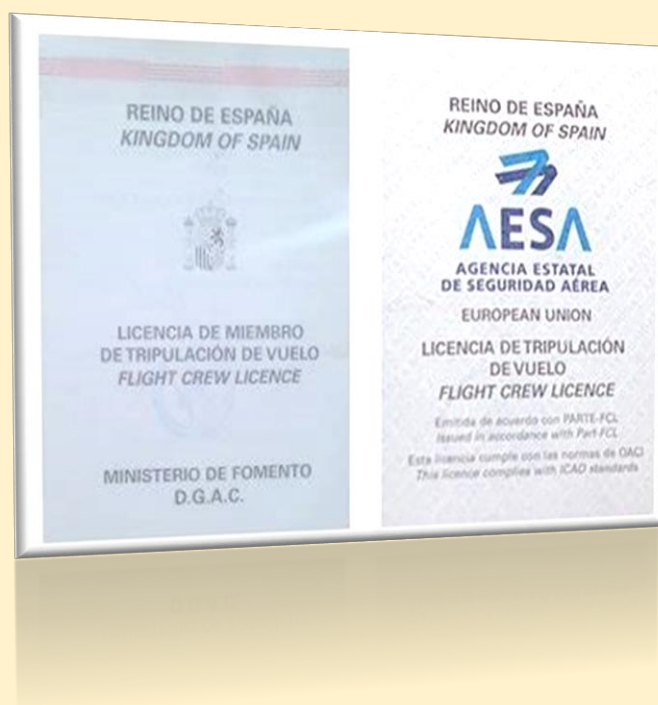 REINO DE ESPAÑA
KINGDOM OF SPAIN
LICENCIA DE MIEMBRO
DE TRIPULACIÓN DE VUELO
FLIGHT CREW LICENCE
MINISTERIO DE FOMENTO
D.G.A.C.
REINO DE ESPAÑA
KINGDOM OF SPAIN
AESA
AGENCIA ESTATAL
DE SEGURIDAD AÉREA
EUROPEAN UNION
LICENCIA DE TRIPULACIÓN
DE VUELO
FLIGHT CREW LICENCE
Emitida de acuerdo con PARTE-FCL
Issued in accordance with Part-FCL
Esta licencia cumple con las normas de OACI
This licence complies with ICAO standards